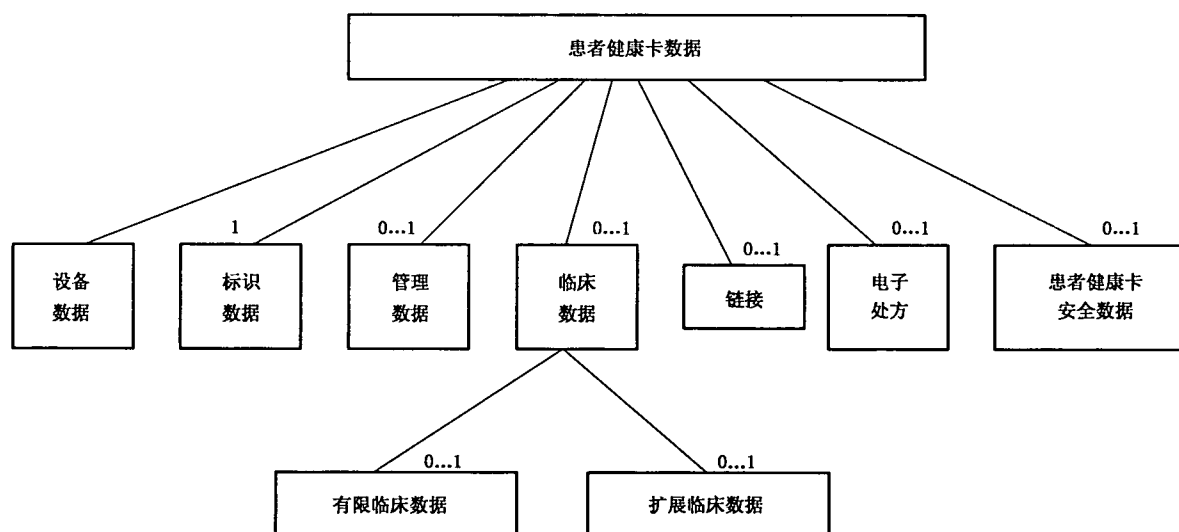 患者健康卡数据
1
0...1
0...1
0...1
0...1
0...1
设备
数据
标识
数据
管理
数据
临床
数据
链接
电子
处方
患者健康卡
安全数据
0...1
0...1
有限临床数据
扩展临床数据